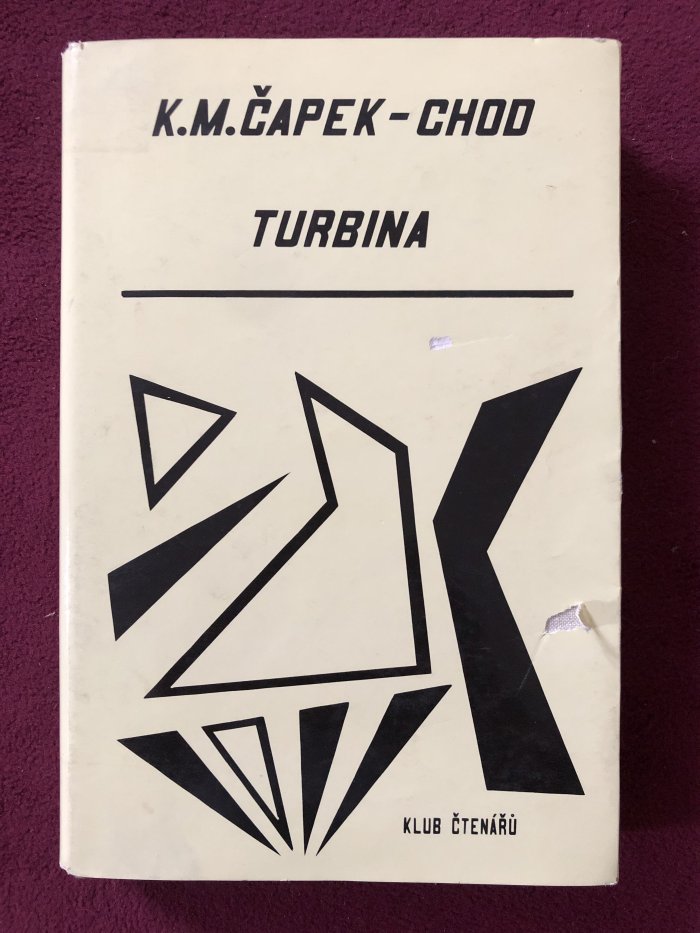 K.M.ČAPEK-CHOD
TURBINA
KLUB ČTENÁŘŮ